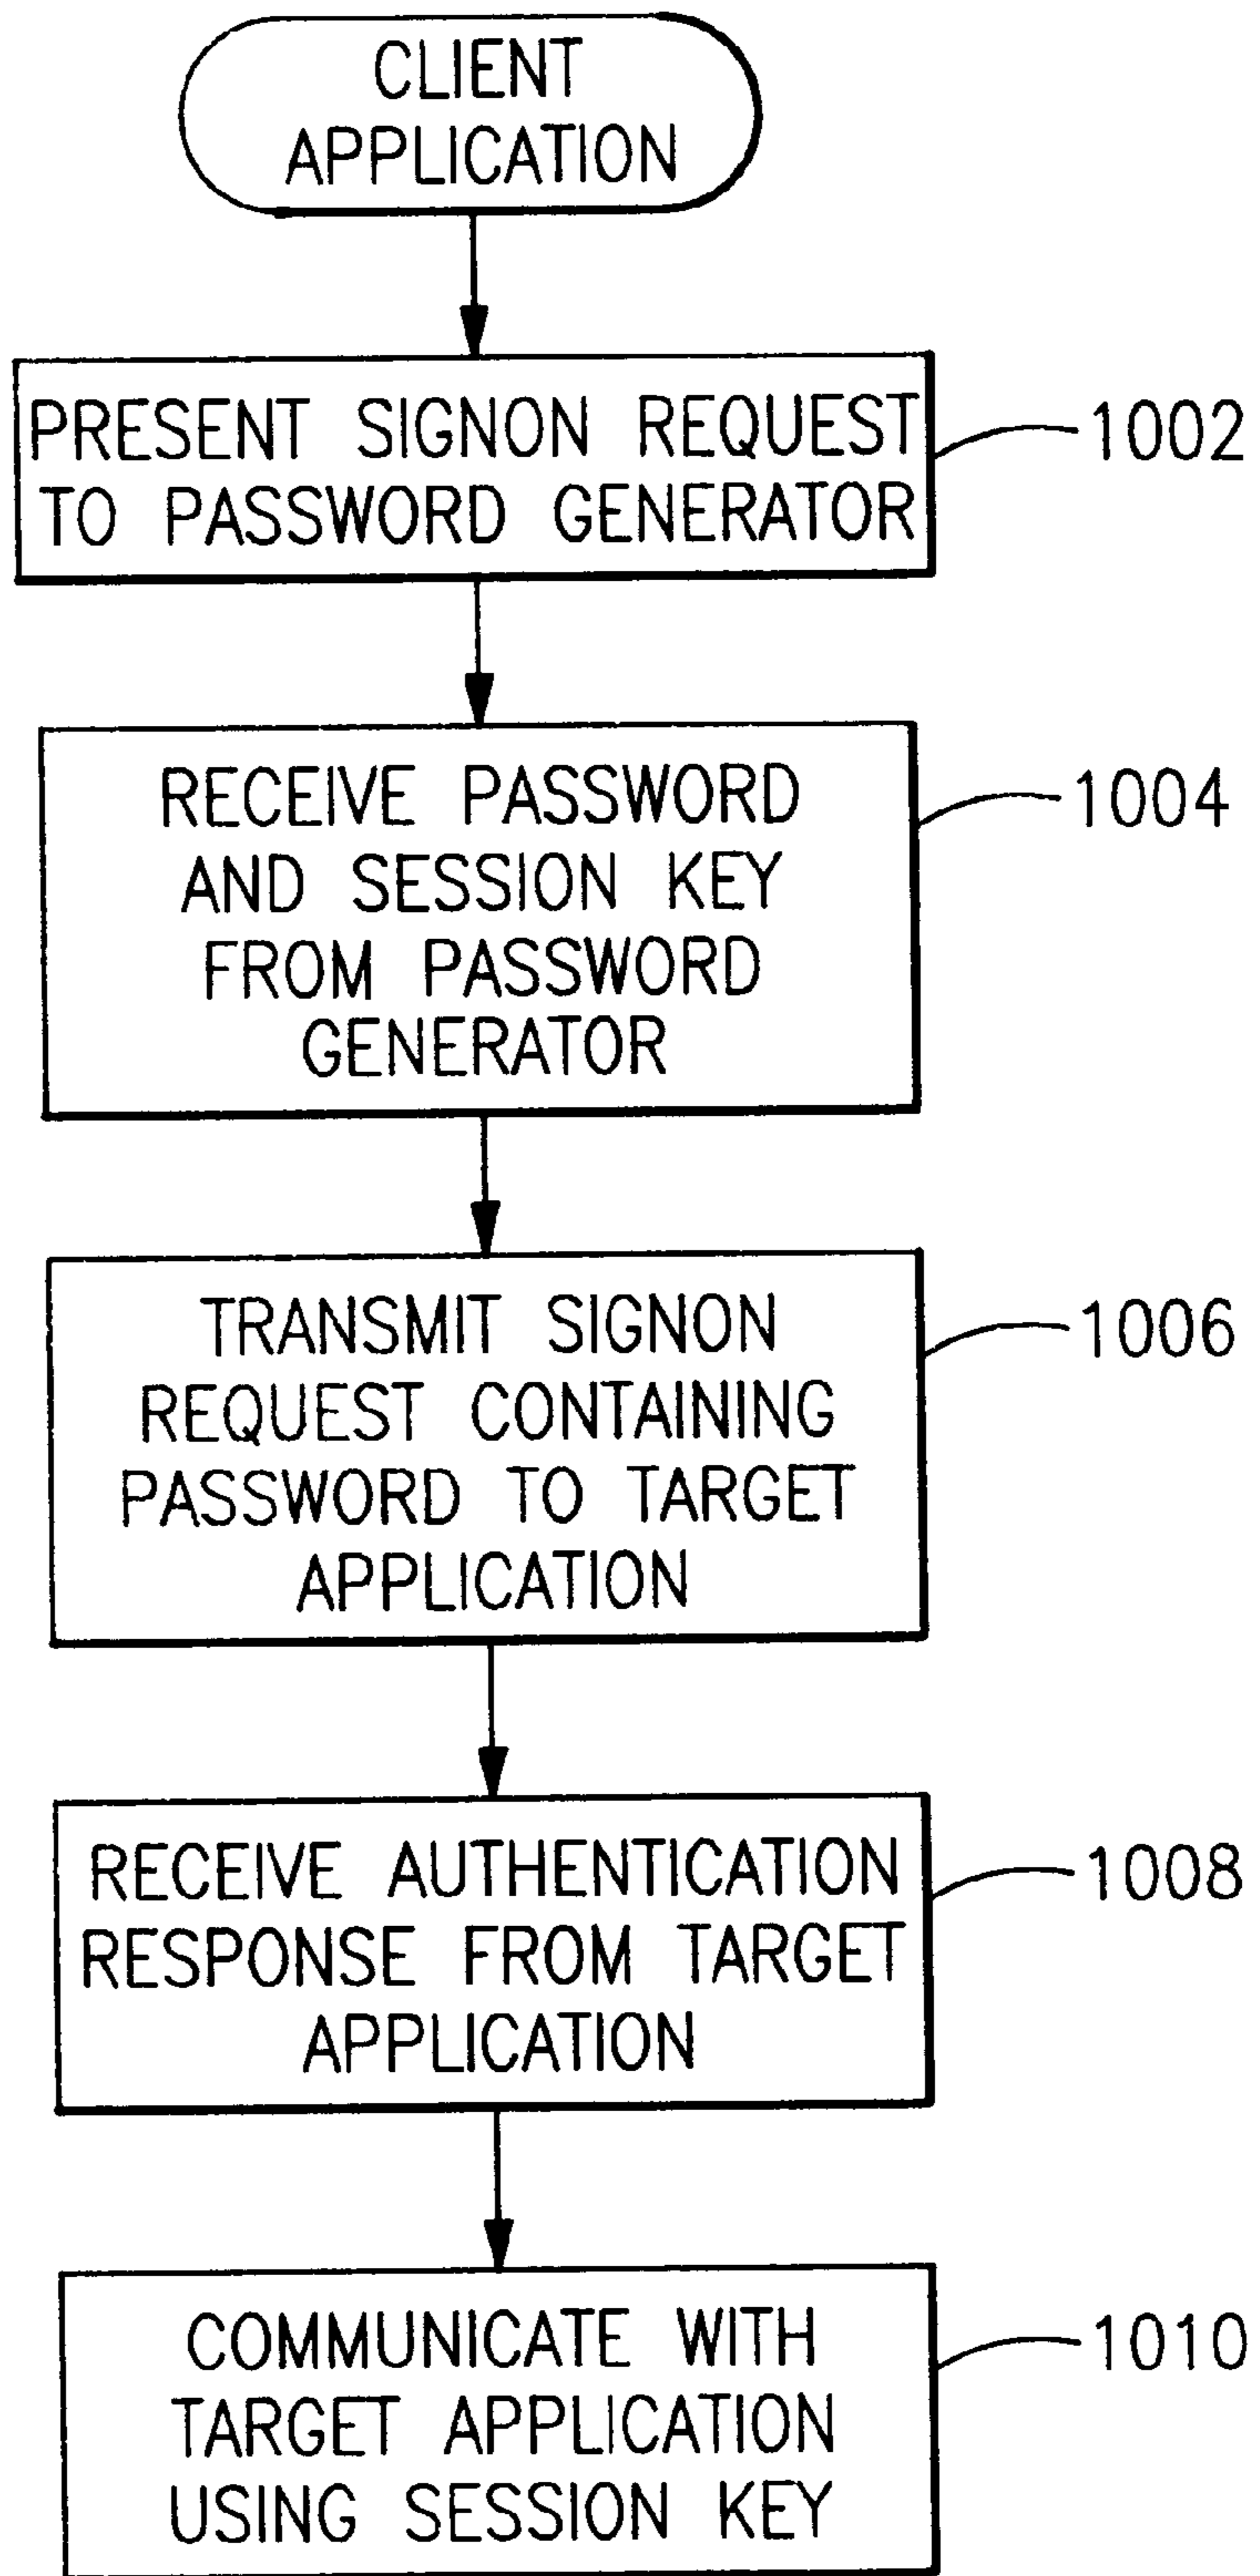 CLIENT
APPLICATION
PRESENT SIGNON REQUEST
TO PASSWORD GENERATOR
1002
RECEIVE PASSWORD
AND SESSION KEY
FROM PASSWORD
GENERATOR
1004
TRANSMIT SIGNON
REQUEST CONTAINING
PASSWORD TO TARGET
APPLICATION
1006
RECEIVE AUTHENTICATION
RESPONSE FROM TARGET
APPLICATION
1008
COMMUNICATE WITH
TARGET APPLICATION
USING SESSION KEY
1010